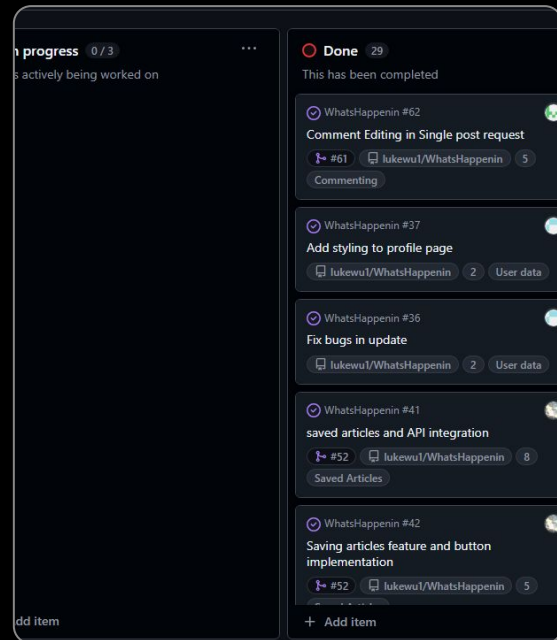 n progress 0 / 3 ...
s actively being worked on
dd item
Done 29
This has been completed
WhatsHappenin #62
Comment Editing in Single post request
#61 lukewu1/WhatsHappenin 5
Commenting
WhatsHappenin #37
Add styling to profile page
lukewu1/WhatsHappenin 2 User data
WhatsHappenin #36
Fix bugs in update
lukewu1/WhatsHappenin 2 User data
WhatsHappenin #41
saved articles and API integration
#52 lukewu1/WhatsHappenin 8
Saved Articles
WhatsHappenin #42
Saving articles feature and button
implementation
#52 lukewu1/WhatsHappenin 5
+ Add item